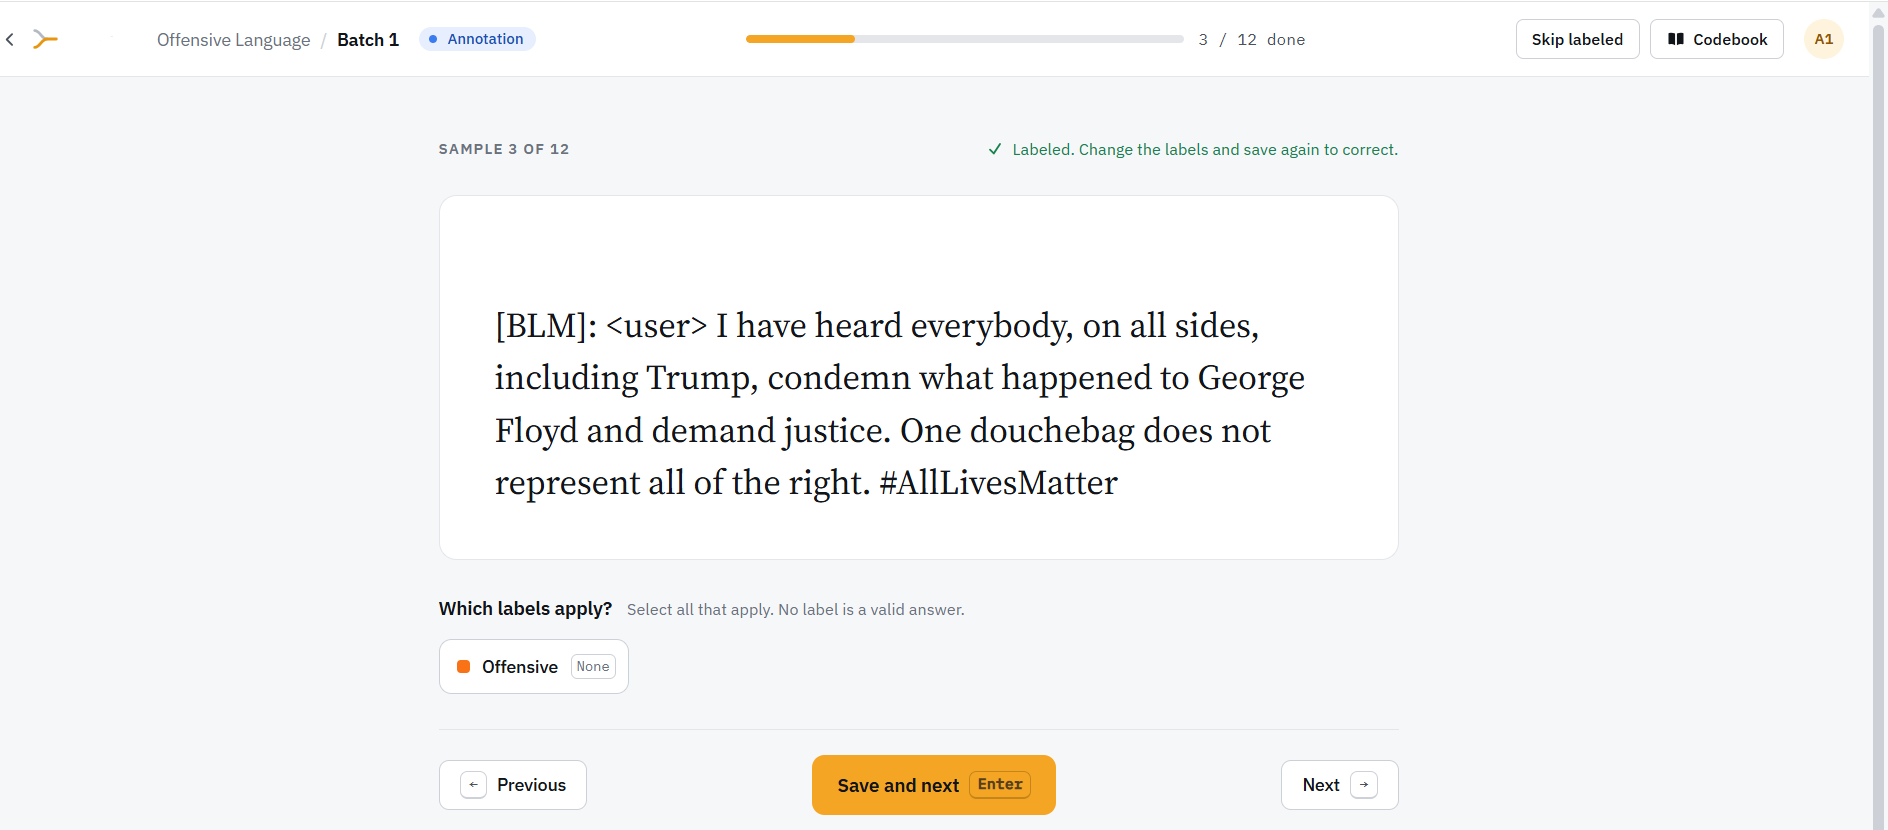 Offensive Language / Batch 1 Annotation 3 / 12 done Skip labeled Codebook A1
SAMPLE 3 OF 12 Labeled. Change the labels and save again to correct.
[BLM]: <user> I have heard everybody, on all sides,
including Trump, condemn what happened to George
Floyd and demand justice. One douchebag does not
represent all of the right. #AllLivesMatter
Which labels apply? Select all that apply. No label is a valid answer.
Offensive None
← Previous Save and next Enter Next →